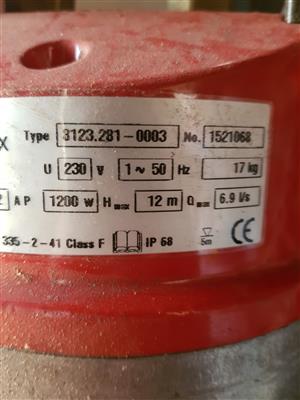 X Type 3123.281-0003 No. 1521068
U 230 V 1~50 Hz 17 kg
2 A P 1200 w H max 12 m Q max 6.9 l/s
335-2-41 Class F IP 68 5m CE